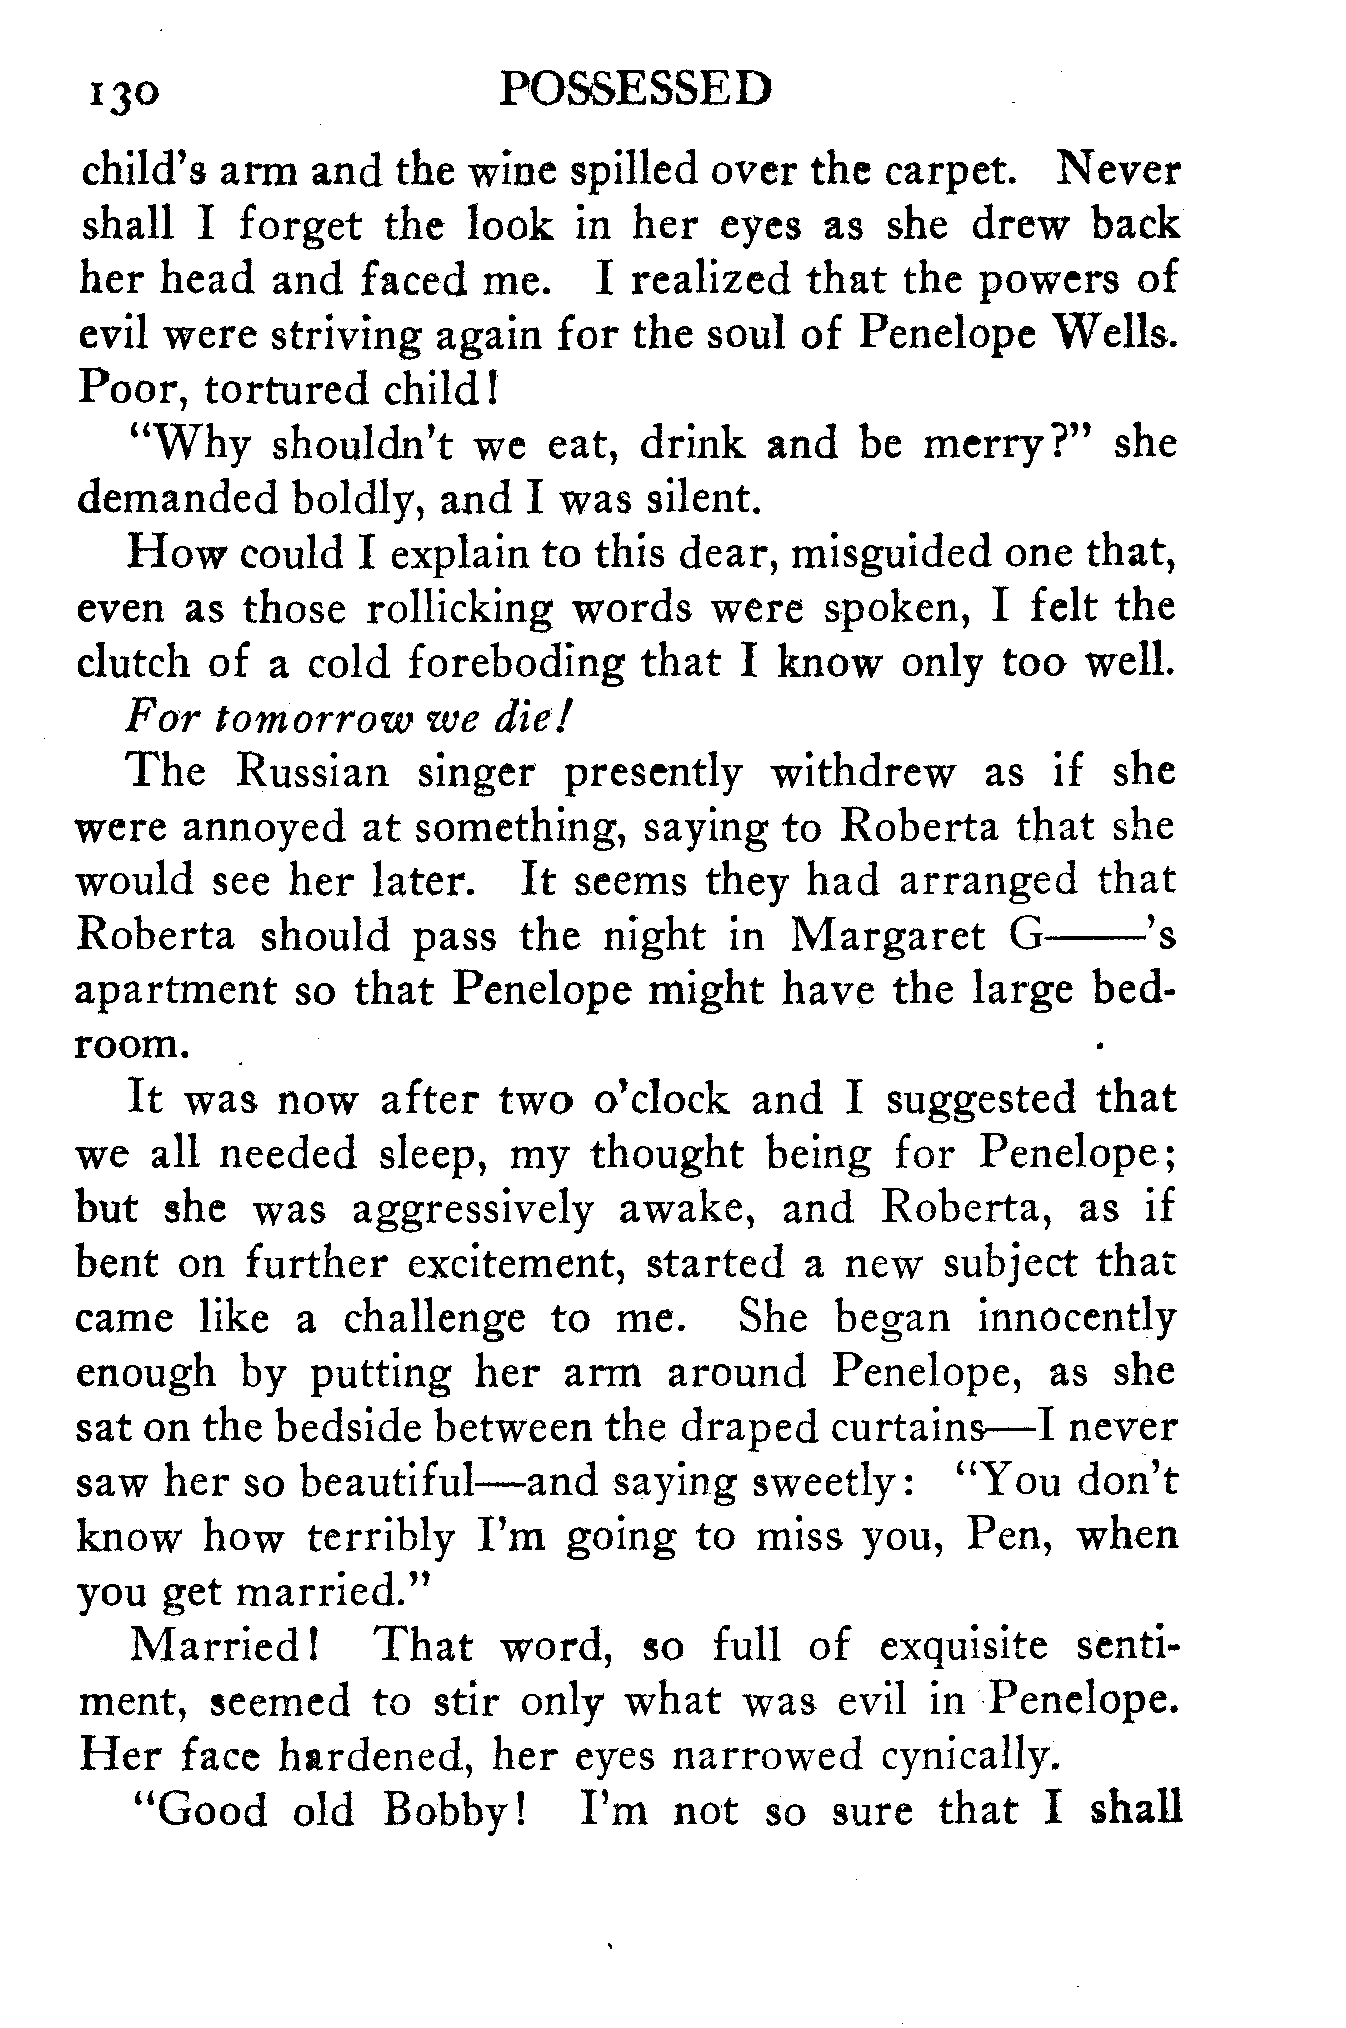 130 POSSESSED
child's arm and the wine spilled over the carpet. Never
shall I forget the look in her eyes as she drew back
her head and faced me. I realized that the powers of
evil were striving again for the soul of Penelope Wells.
Poor, tortured child!
"Why shouldn't we eat, drink and be merry?" she
demanded boldly, and I was silent.
How could I explain to this dear, misguided one that,
even as those rollicking words were spoken, I felt the
clutch of a cold foreboding that I know only too well.
For tomorrow we die!
The Russian singer presently withdrew as if she
were annoyed at something, saying to Roberta that she
would see her later. It seems they had arranged that
Roberta should pass the night in Margaret G——'s
apartment so that Penelope might have the large bed-
room.
It was now after two o'clock and I suggested that
we all needed sleep, my thought being for Penelope;
but she was aggressively awake, and Roberta, as if
bent on further excitement, started a new subject that
came like a challenge to me. She began innocently
enough by putting her arm around Penelope, as she
sat on the bedside between the draped curtains—I never
saw her so beautiful—and saying sweetly: "You don't
know how terribly I'm going to miss you, Pen, when
you get married."
Married! That word, so full of exquisite senti-
ment, seemed to stir only what was evil in Penelope.
Her face hardened, her eyes narrowed cynically.
"Good old Bobby! I'm not so sure that I shall